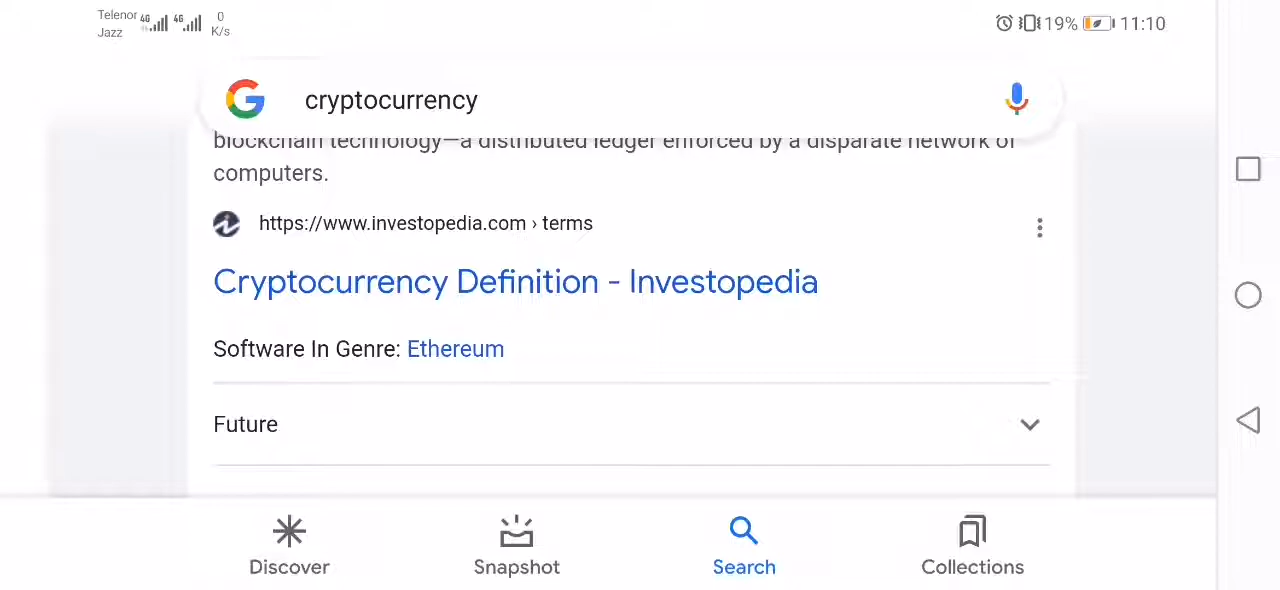 Telenor 4G 4G 0 19% 11:10
Jazz K/s
cryptocurrency
blockchain technology—a distributed ledger enforced by a disparate network of
computers.
https://www.investopedia.com › terms
Cryptocurrency Definition - Investopedia
Software In Genre: Ethereum
Future
Discover Snapshot Search Collections